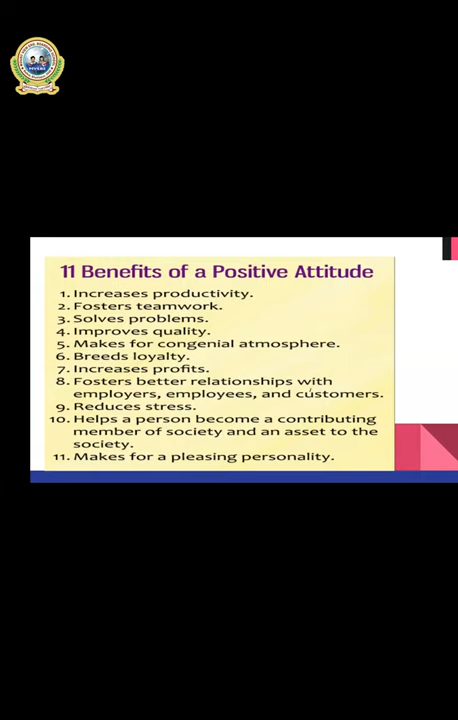 11 Benefits of a Positive Attitude
1. Increases productivity.
2. Fosters teamwork.
3. Solves problems.
4. Improves quality.
5. Makes for congenial atmosphere.
6. Breeds loyalty.
7. Increases profits.
8. Fosters better relationships with
employers, employees, and customers.
9. Reduces stress.
10. Helps a person become a contributing
member of society and an asset to the
society.
11. Makes for a pleasing personality.